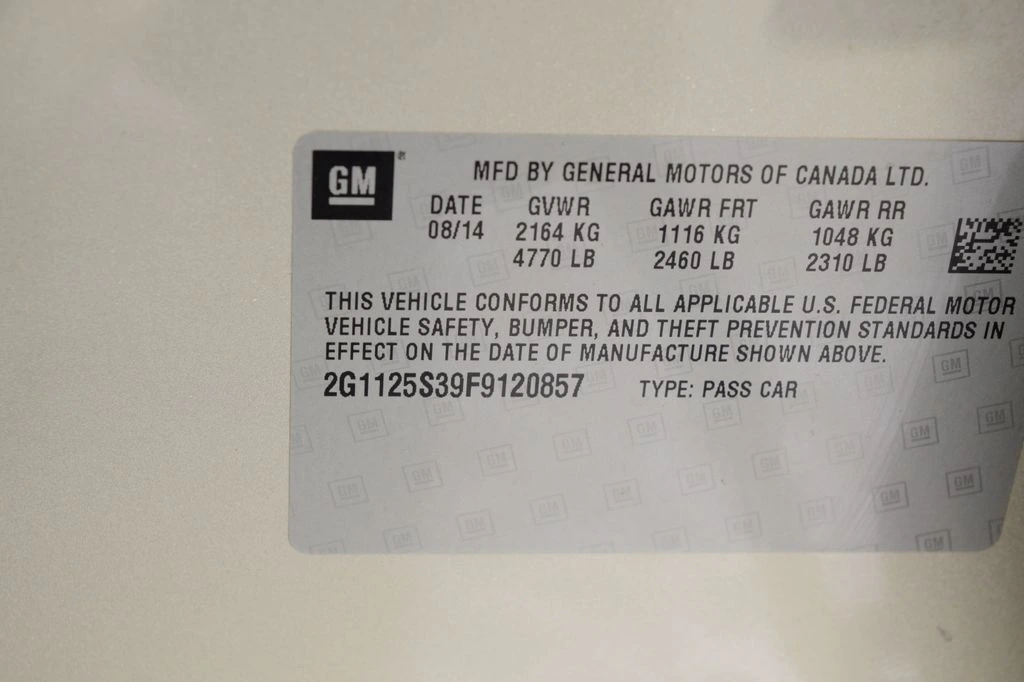 GM
MFD BY GENERAL MOTORS OF CANADA LTD.
DATE GVWR GAWR FRT GAWR RR
08/14 2164 KG 1116 KG 1048 KG
4770 LB 2460 LB 2310 LB
THIS VEHICLE CONFORMS TO ALL APPLICABLE U.S. FEDERAL MOTOR
VEHICLE SAFETY, BUMPER, AND THEFT PREVENTION STANDARDS IN
EFFECT ON THE DATE OF MANUFACTURE SHOWN ABOVE.
2G1125S39F9120857 TYPE: PASS CAR